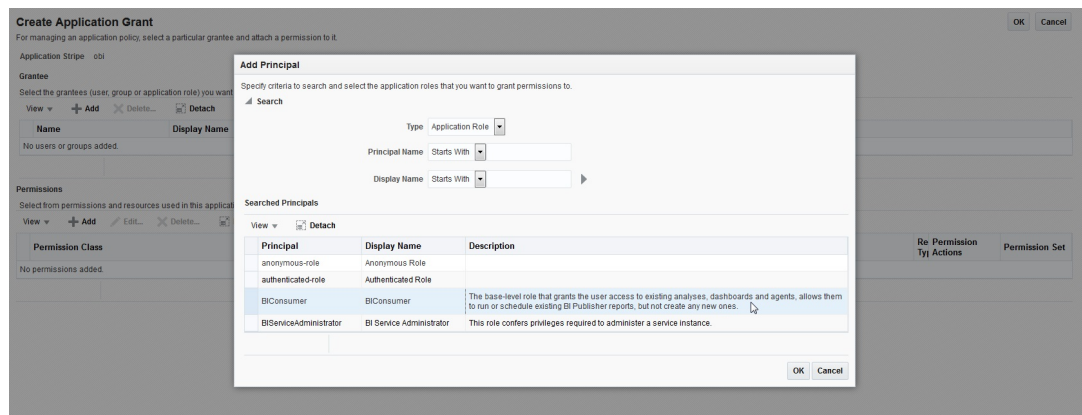 Create Application Grant
OK Cancel
For managing an application policy, select a particular grantee and attach a permission to it.
Application Stripe obi
Grantee
Select the grantees (user, group or application role) you want
View Add Delete... Detach
Name Display Name
No users or groups added.
Permissions
Select from permissions and resources used in this applicati
View Add Edit... Delete...
Permission Class
Re Permission Permission Set
Ty Actions
No permissions added.
Add Principal
Specify criteria to search and select the application roles that you want to grant permissions to.
Search
Type Application Role
Principal Name Starts With
Display Name Starts With
Searched Principals
View Detach
Principal Display Name Description
anonymous-role Anonymous Role
authenticated-role Authenticated Role
BIConsumer BIConsumer The base-level role that grants the user access to existing analyses, dashboards and agents, allows them
to run or schedule existing BI Publisher reports, but not create any new ones.
BIServiceAdministrator BI Service Administrator This role confers privileges required to administer a service instance.
OK Cancel